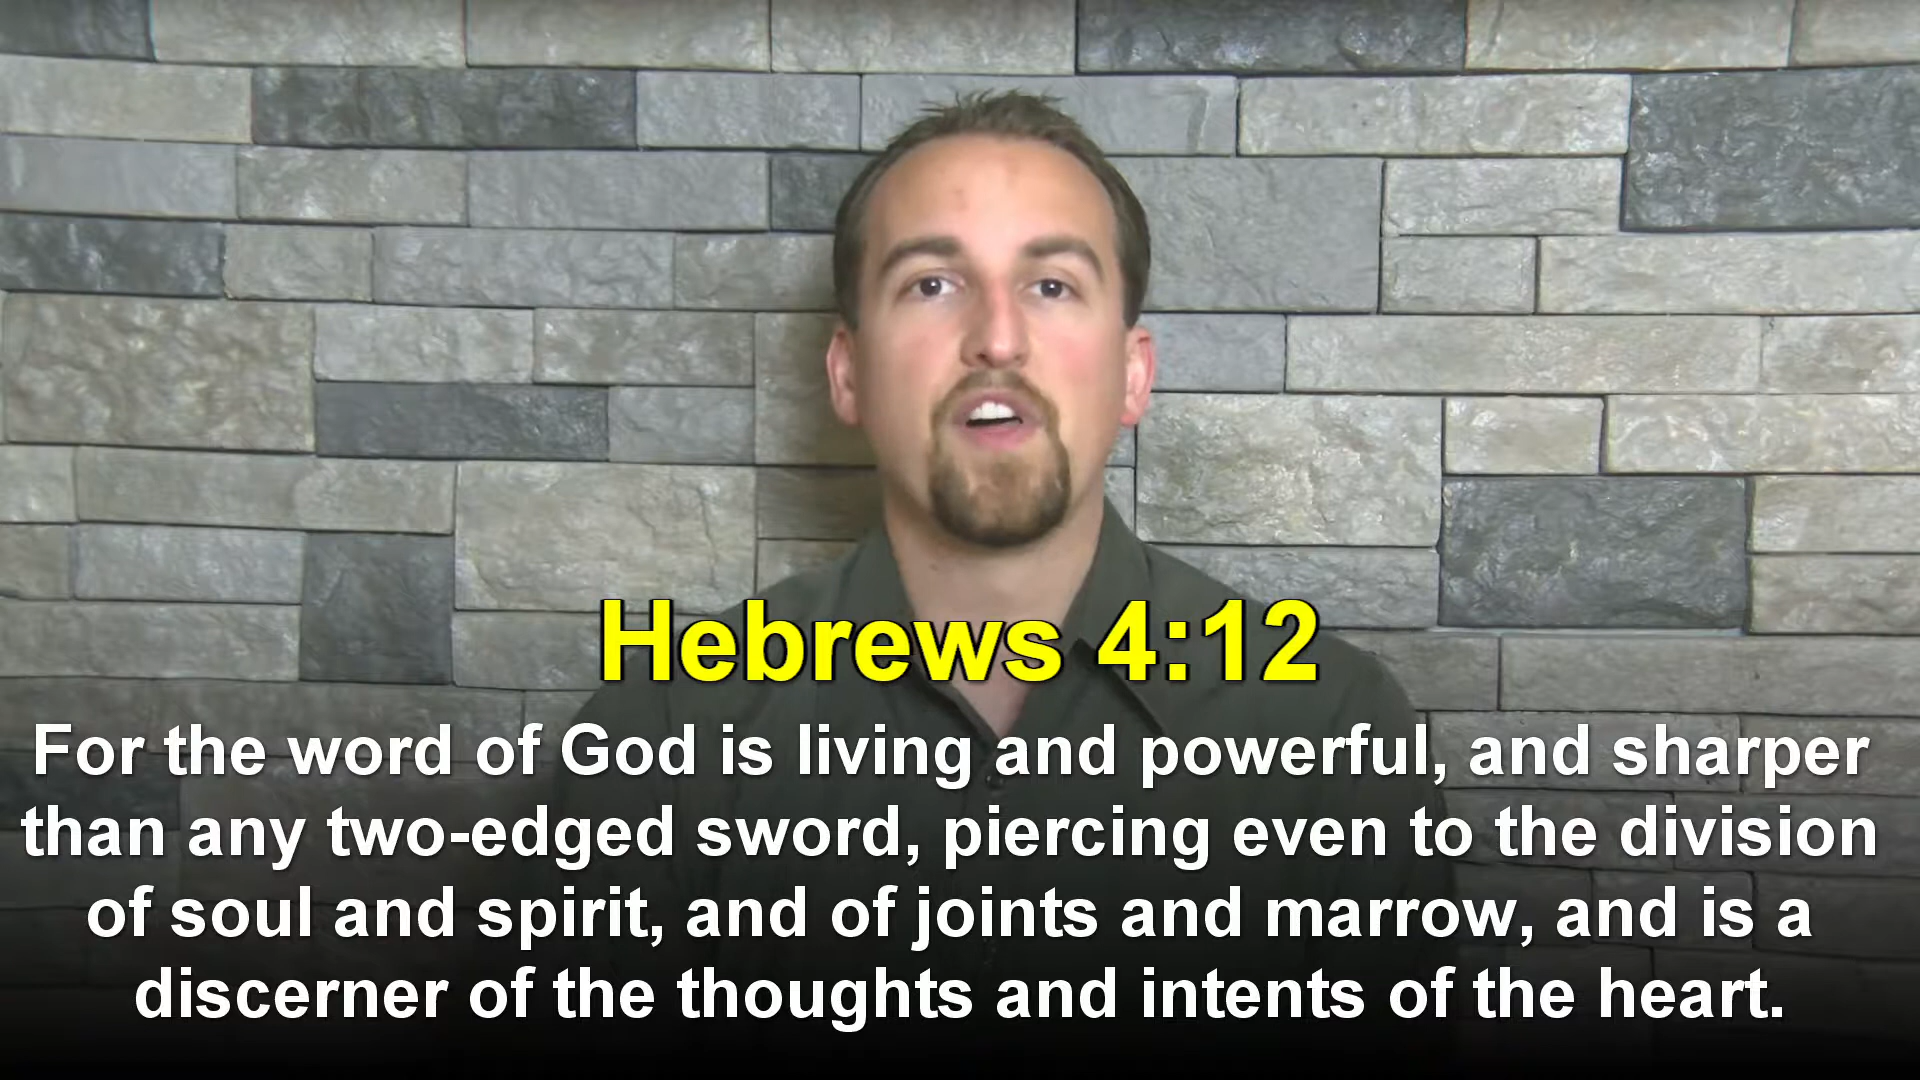 Hebrews 4:12
For the word of God is living and powerful, and sharper
than any two-edged sword, piercing even to the division
of soul and spirit, and of joints and marrow, and is a
discerner of the thoughts and intents of the heart.